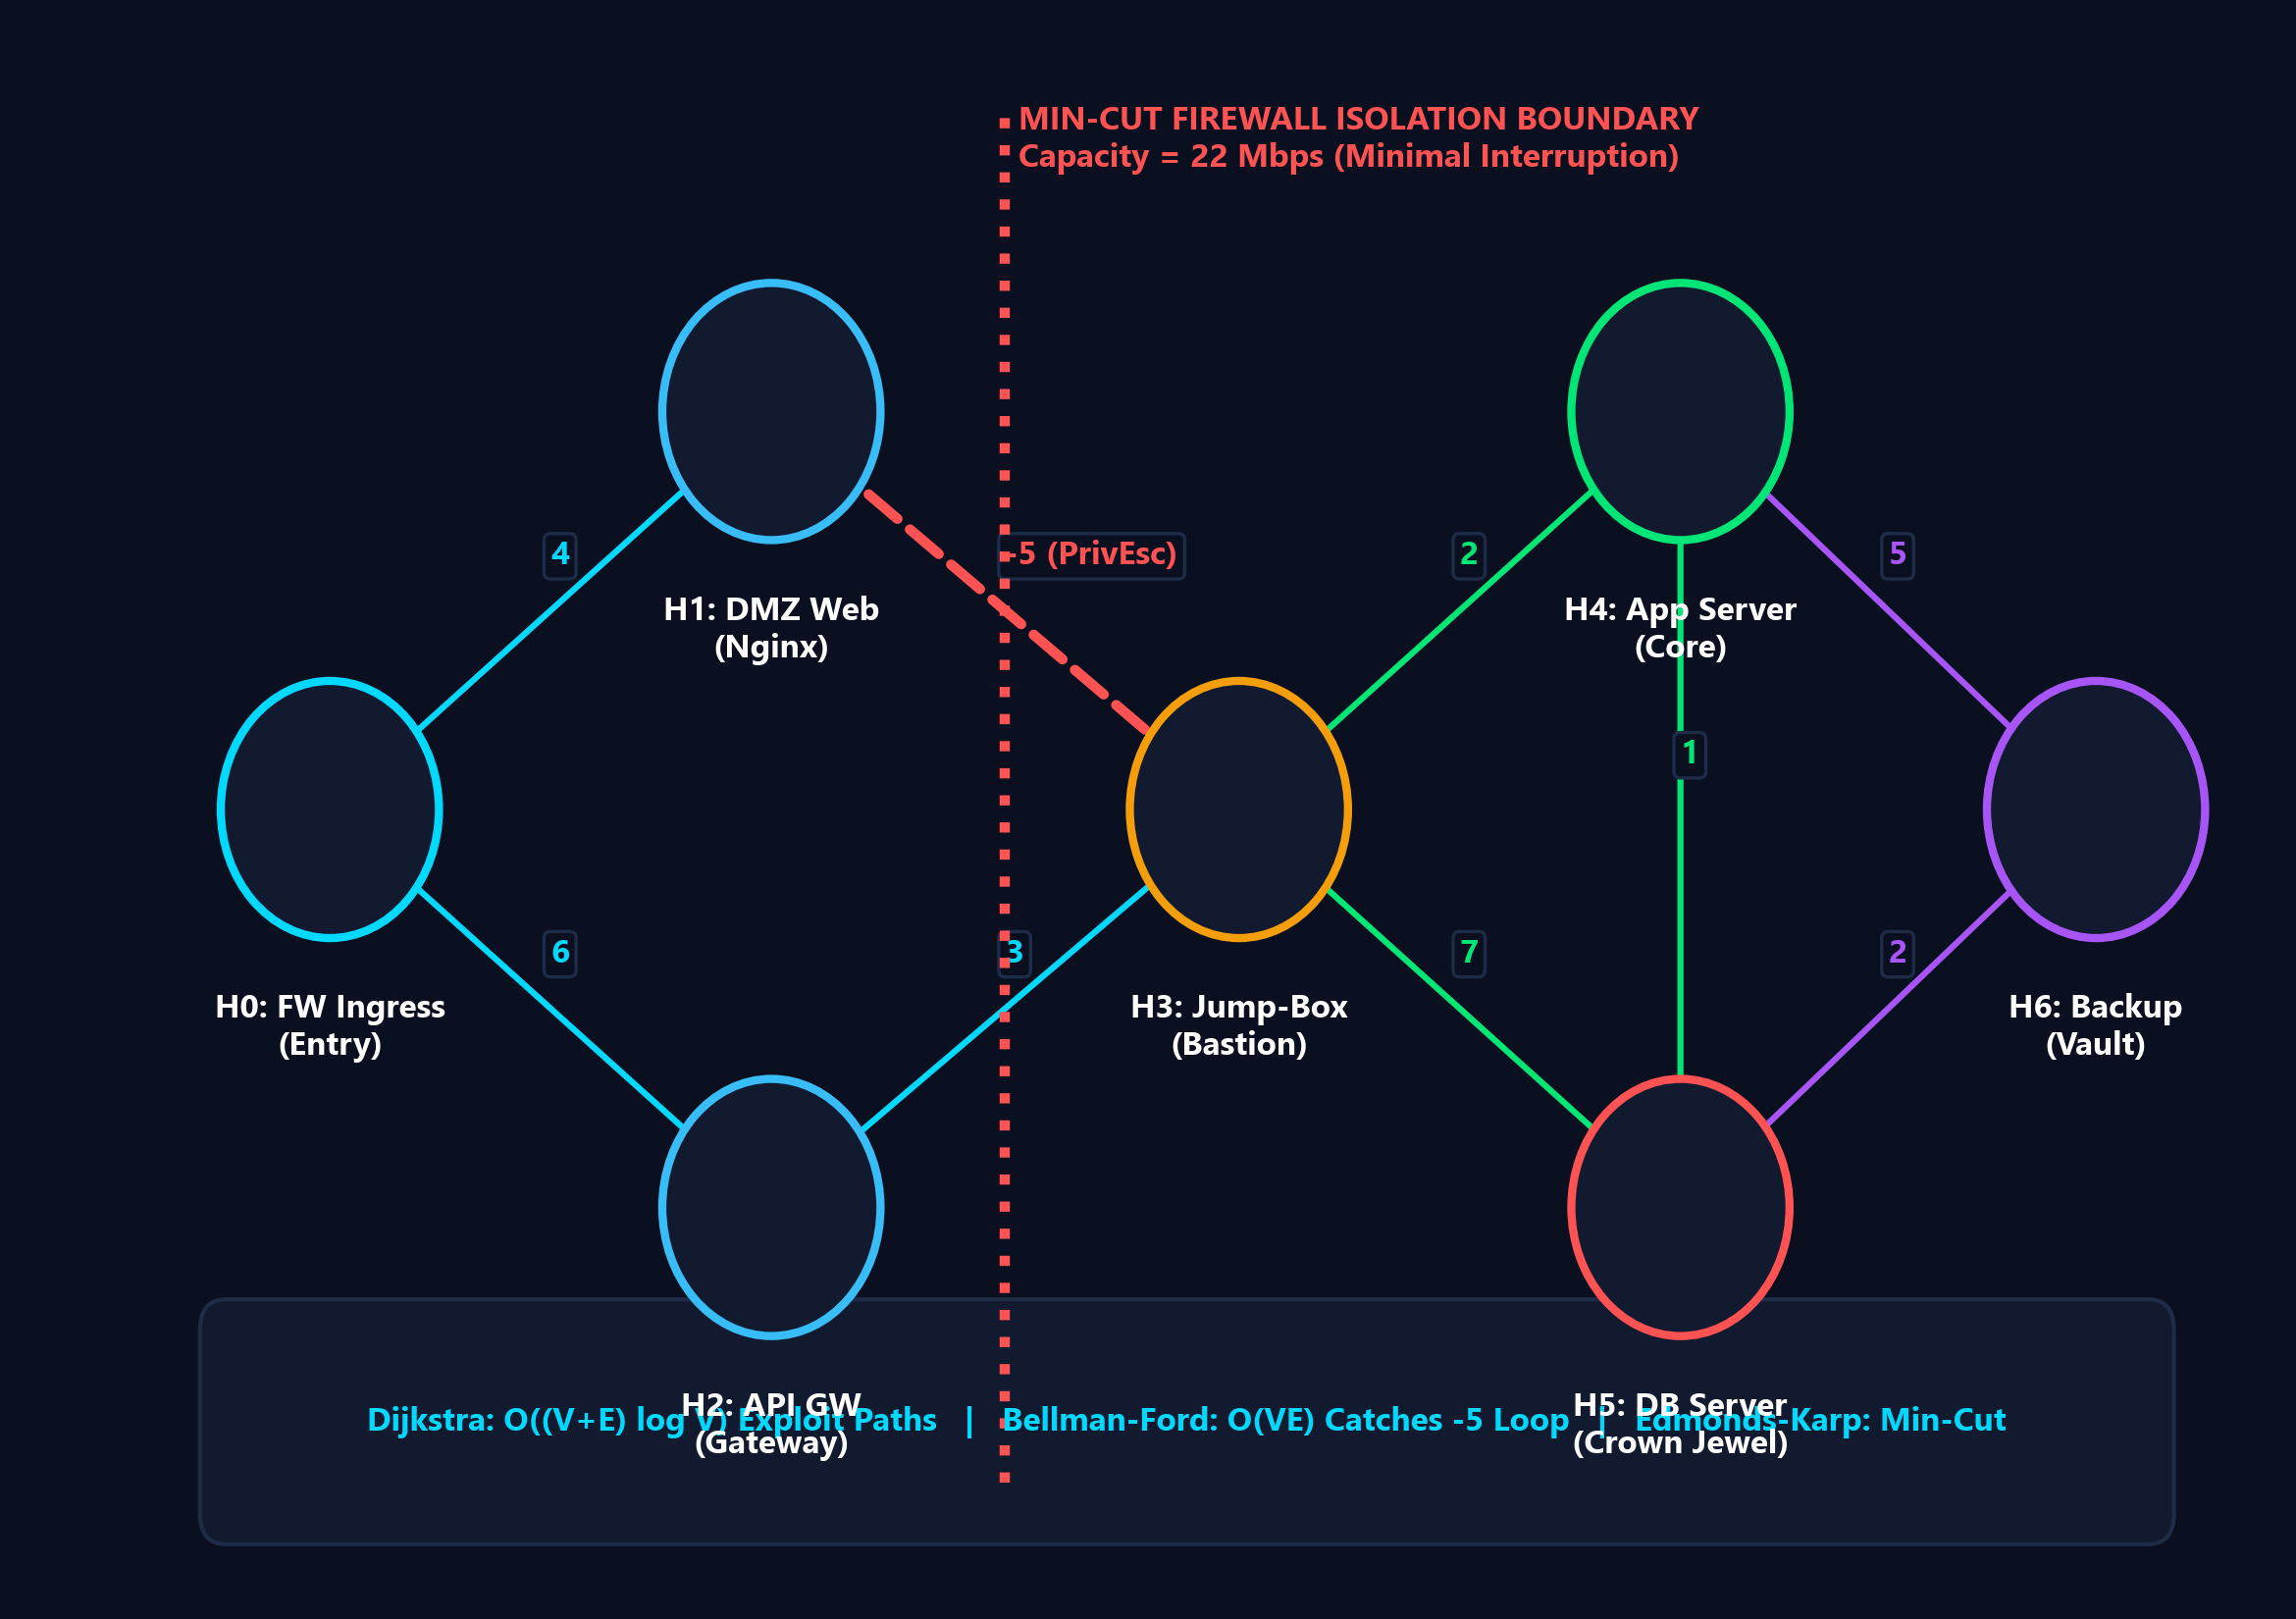 MIN-CUT FIREWALL ISOLATION BOUNDARY
Capacity = 22 Mbps (Minimal Interruption)
4
-5 (PrivEsc)
2
5
H1: DMZ Web
(Nginx)
H4: App Server
(Core)
1
6
3
7
2
H0: FW Ingress
(Entry)
H3: Jump-Box
(Bastion)
H6: Backup
(Vault)
H2: API GW
(Gateway)
H5: DB Server
(Crown Jewel)
Dijkstra: O((V+E) log V) Exploit Paths | Bellman-Ford: O(VE) Catches -5 Loop | Edmonds-Karp: Min-Cut